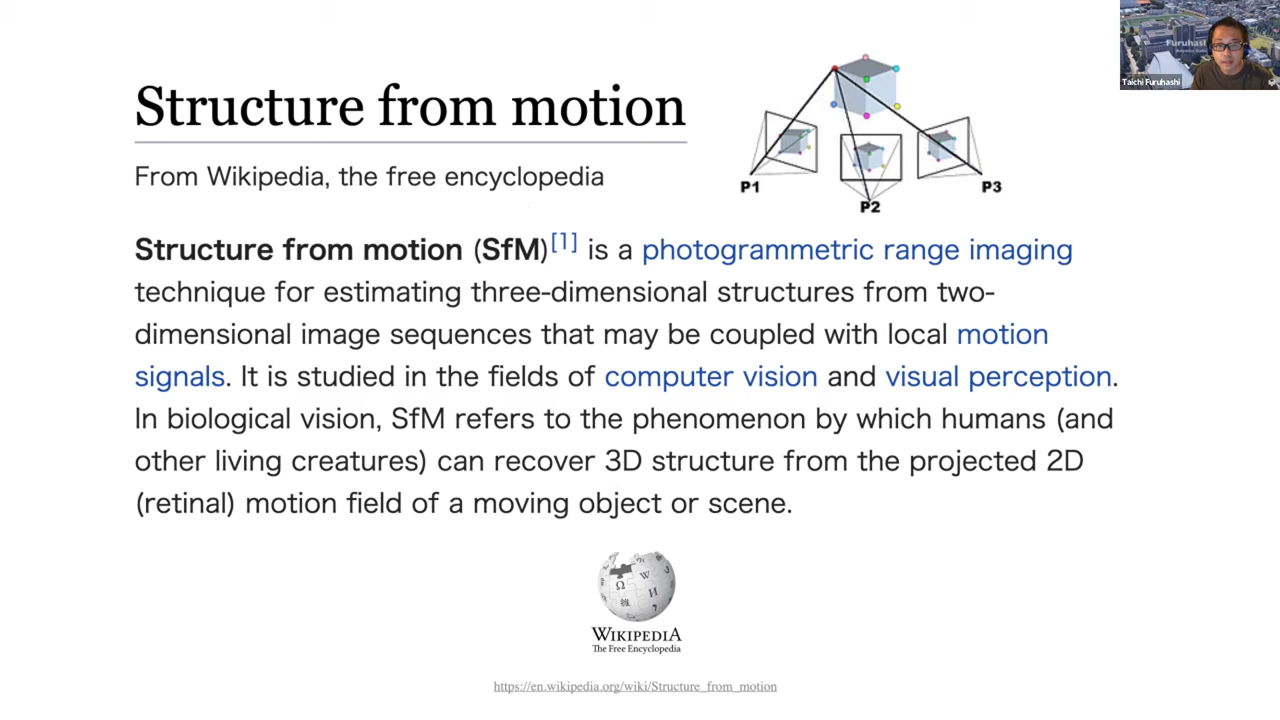 Structure from motion
From Wikipedia, the free encyclopedia
P1
P2
P3
Structure from motion (SfM)[1] is a photogrammetric range imaging
technique for estimating three-dimensional structures from two-
dimensional image sequences that may be coupled with local motion
signals. It is studied in the fields of computer vision and visual perception.
In biological vision, SfM refers to the phenomenon by which humans (and
other living creatures) can recover 3D structure from the projected 2D
(retinal) motion field of a moving object or scene.
Ω
W
И
維
WIKIPEDIA
The Free Encyclopedia
https://en.wikipedia.org/wiki/Structure_from_motion
Taichi Furuhashi